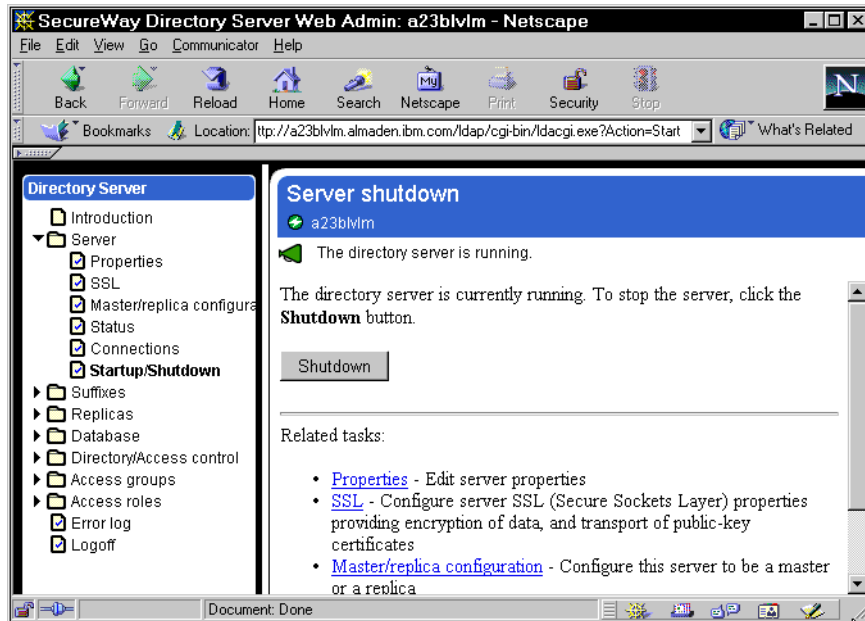 SecureWay Directory Server Web Admin: a23blvlm - Netscape
File Edit View Go Communicator Help
Back Forward Reload Home Search Netscape Print Security Stop
My
N
Bookmarks Location: ttp://a23blvlm.almaden.ibm.com/ldap/cgi-bin/ldacgi.exe?Action=Start What's Related
Directory Server
Introduction
Server
Properties
SSL
Master/replica configura
Status
Connections
Startup/Shutdown
Suffixes
Replicas
Database
Directory/Access control
Access groups
Access roles
Error log
Logoff
Server shutdown
a23blvlm
The directory server is running.
The directory server is currently running. To stop the server, click the
Shutdown button.
Shutdown
Related tasks:
• Properties - Edit server properties
• SSL - Configure server SSL (Secure Sockets Layer) properties
providing encryption of data, and transport of public-key
certificates
• Master/replica configuration - Configure this server to be a master
or a replica
Document: Done